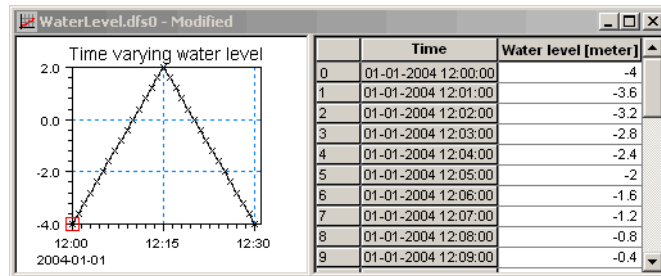 WaterLevel.dfs0 - Modified
Time varying water level
2.0
0.0
-2.0
-4.0
12:00 12:15 12:30
2004-01-01
Time Water level [meter]
0 01-01-2004 12:00:00 -4
1 01-01-2004 12:01:00 -3.6
2 01-01-2004 12:02:00 -3.2
3 01-01-2004 12:03:00 -2.8
4 01-01-2004 12:04:00 -2.4
5 01-01-2004 12:05:00 -2
6 01-01-2004 12:06:00 -1.6
7 01-01-2004 12:07:00 -1.2
8 01-01-2004 12:08:00 -0.8
9 01-01-2004 12:09:00 -0.4